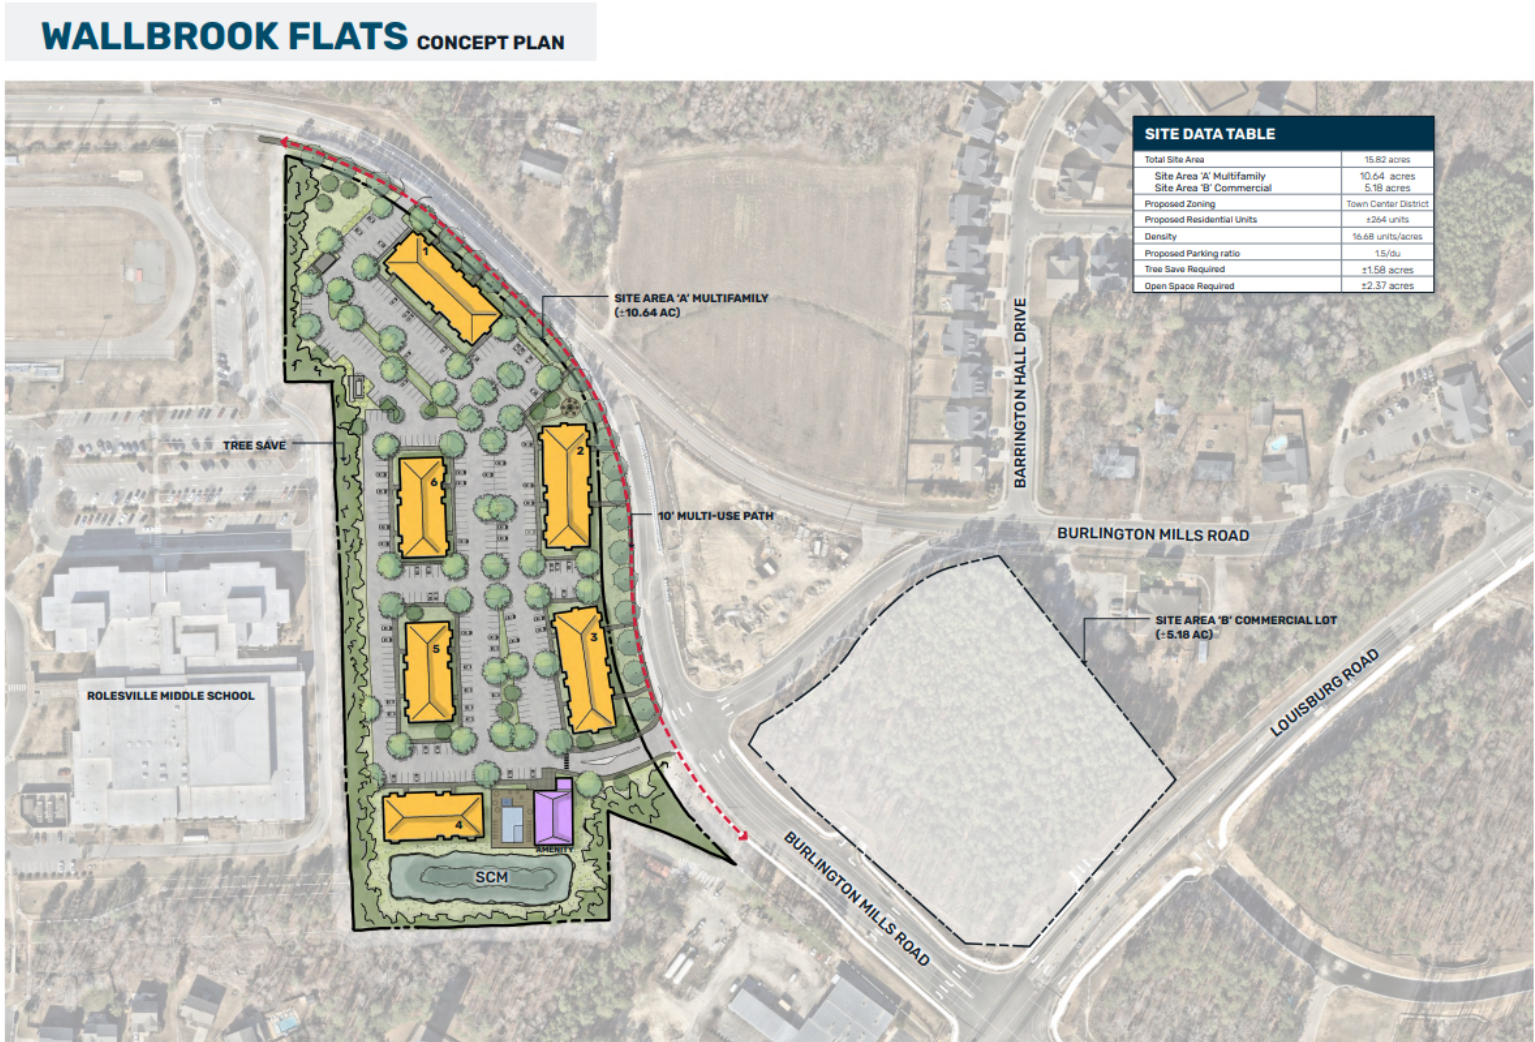 WALLBROOK FLATS CONCEPT PLAN
SITE DATA TABLE
Total Site Area 15.82 acres
Site Area 'A' Multifamily 10.64 acres
Site Area 'B' Commercial 5.18 acres
Proposed Zoning Town Center District
Proposed Residential Units ±264 units
Density 16.68 units/acres
Proposed Parking ratio 1.5/du
Tree Save Required ±1.58 acres
Open Space Required ±2.37 acres
1
SITE AREA 'A' MULTIFAMILY
(±10.64 AC)
BARRINGTON HALL DRIVE
TREE SAVE
2
6
10' MULTI-USE PATH
BURLINGTON MILLS ROAD
SITE AREA 'B' COMMERCIAL LOT
(±5.18 AC)
3
5
LOUISBURG ROAD
ROLESVILLE MIDDLE SCHOOL
4
AMENITY
SCM
BURLINGTON MILLS ROAD